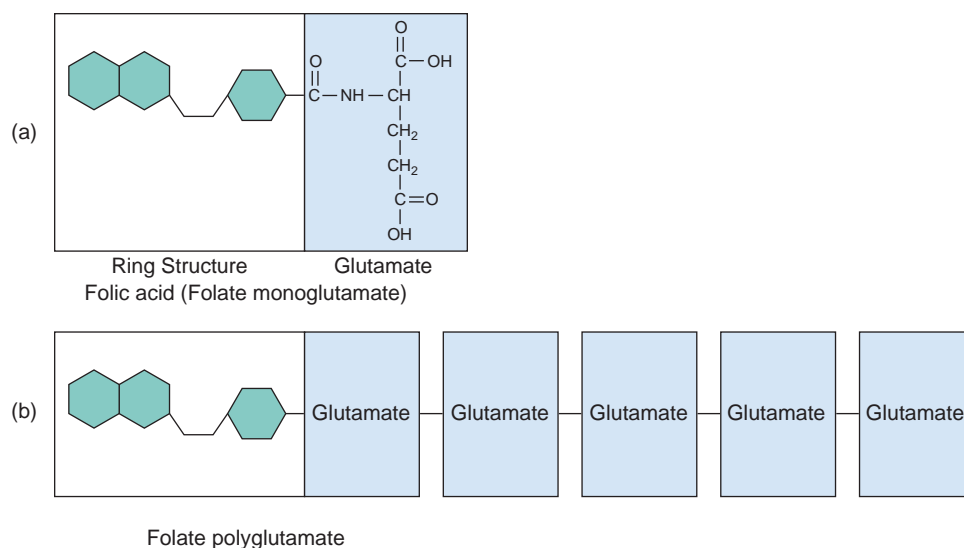 (a)
O
C
OH
O
C
NH
CH
CH2
CH2
C
O
OH
Ring Structure
Glutamate
Folic acid (Folate monoglutamate)
(b)
Glutamate
Glutamate
Glutamate
Glutamate
Glutamate
Folate polyglutamate